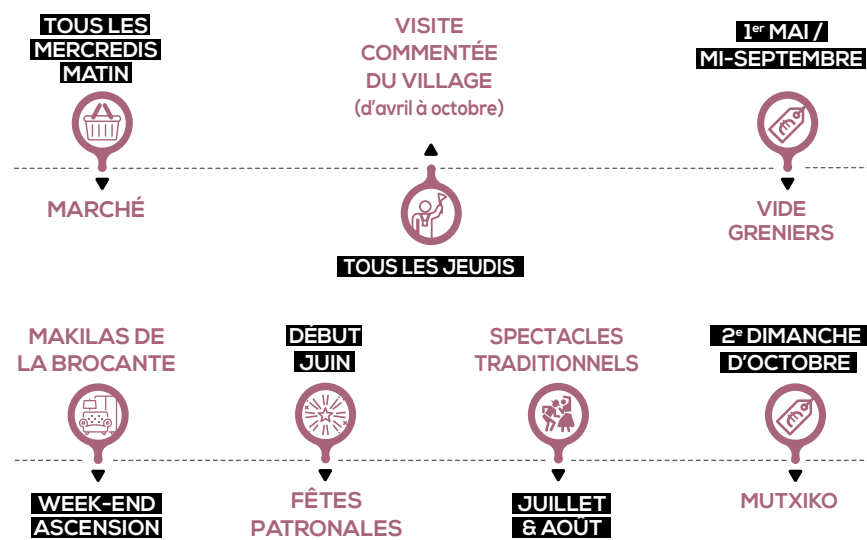 TOUS LES
MERCREDIS
MATIN
MARCHÉ
VISITE
COMMENTÉE
DU VILLAGE
(d'avril à octobre)
TOUS LES JEUDIS
1er MAI /
MI-SEPTEMBRE
VIDE
GRENIERS
MAKILAS DE
LA BROCANTE
WEEK-END
ASCENSION
DÉBUT
JUIN
FÊTES
PATRONALES
SPECTACLES
TRADITIONNELS
JUILLET
& AOÛT
2e DIMANCHE
D'OCTOBRE
MUTXIKO